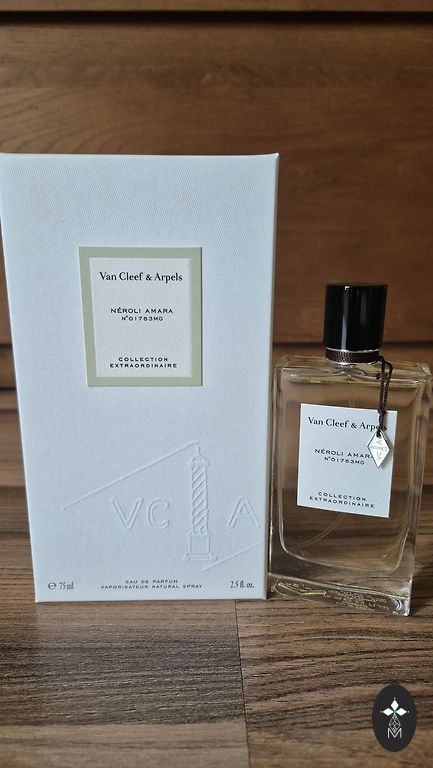 Van Cleef & Arpels
NÉROLI AMARA
N°01783MG
COLLECTION
EXTRAORDINAIRE
VC A
EAU DE PARFUM
VAPORISATEUR NATURAL SPRAY
℮ 75 ml
2.5 fl. oz.
Van Cleef & Arpels
NÉROLI AMARA
N°01783MG
COLLECTION
EXTRAORDINAIRE
M